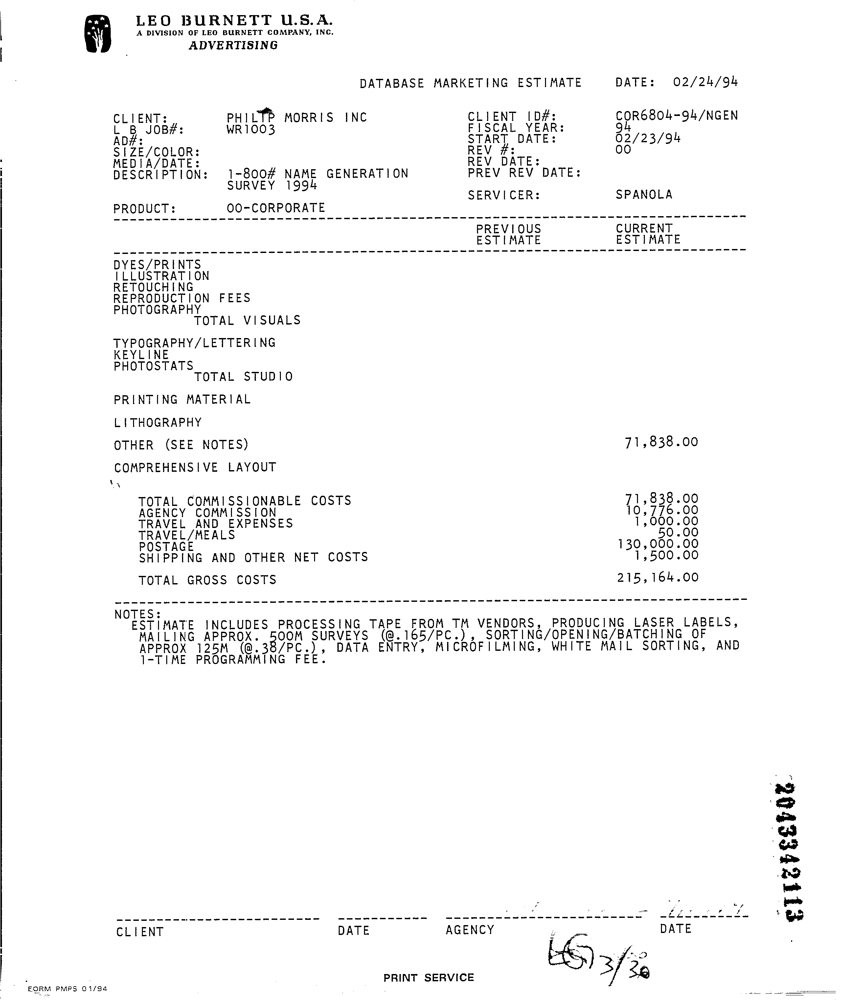 LEO BURNETT U.S.A.
A DIVISION OF LEO BURNETT COMPANY, INC.
ADVERTISING
DATABASE MARKETING ESTIMATE DATE: 02/24/94
CLIENT: PHILIP MORRIS INC CLIENT ID#: COR6804-94/NGEN
L B JOB#: WR1003 FISCAL YEAR: 94
AD#: START DATE: 02/23/94
SIZE/COLOR: REV #: 00
MEDIA/DATE: REV DATE:
DESCRIPTION: 1-800# NAME GENERATION PREV REV DATE:
SURVEY 1994
SERVICER: SPANOLA
PRODUCT: 00-CORPORATE
PREVIOUS CURRENT
ESTIMATE ESTIMATE
DYES/PRINTS
ILLUSTRATION
RETOUCHING
REPRODUCTION FEES
PHOTOGRAPHY
TOTAL VISUALS
TYPOGRAPHY/LETTERING
KEYLINE
PHOTOSTATS
TOTAL STUDIO
PRINTING MATERIAL
LITHOGRAPHY
OTHER (SEE NOTES) 71,838.00
COMPREHENSIVE LAYOUT
TOTAL COMMISSIONABLE COSTS 71,838.00
AGENCY COMMISSION 10,776.00
TRAVEL AND EXPENSES 1,000.00
TRAVEL/MEALS 50.00
POSTAGE 130,000.00
SHIPPING AND OTHER NET COSTS 1,500.00
TOTAL GROSS COSTS 215,164.00
NOTES:
ESTIMATE INCLUDES PROCESSING TAPE FROM TM VENDORS, PRODUCING LASER LABELS,
MAILING APPROX. 500M SURVEYS (@.165/PC.), SORTING/OPENING/BATCHING OF
APPROX 125M (@.38/PC.), DATA ENTRY, MICROFILMING, WHITE MAIL SORTING, AND
1-TIME PROGRAMMING FEE.
2043342113
CLIENT DATE AGENCY DATE
3/30
PRINT SERVICE
FORM PMPS 01/94